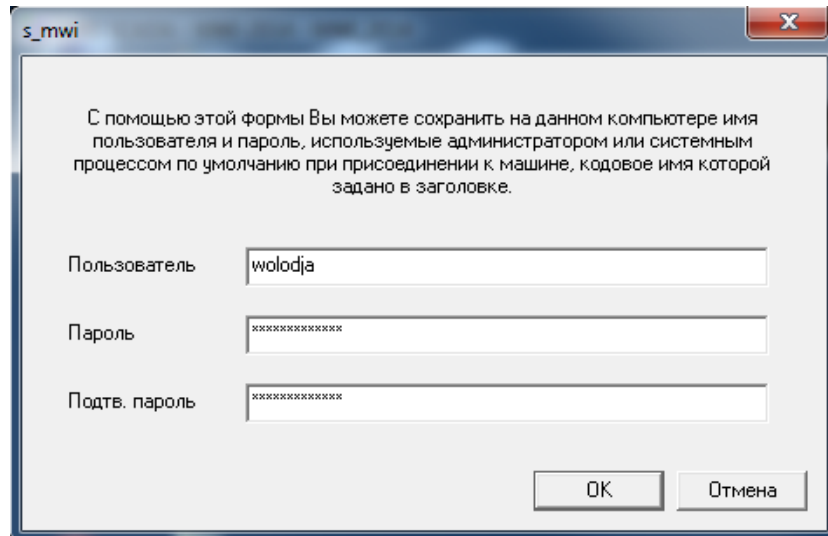 s_mwi
С помощью этой формы Вы можете сохранить на данном компьютере имя
пользователя и пароль, используемые администратором или системным
процессом по умолчанию при присоединении к машине, кодовое имя которой
задано в заголовке.
Пользователь
wolodja
Пароль
*************
Подтв. пароль
*************
OK
Отмена